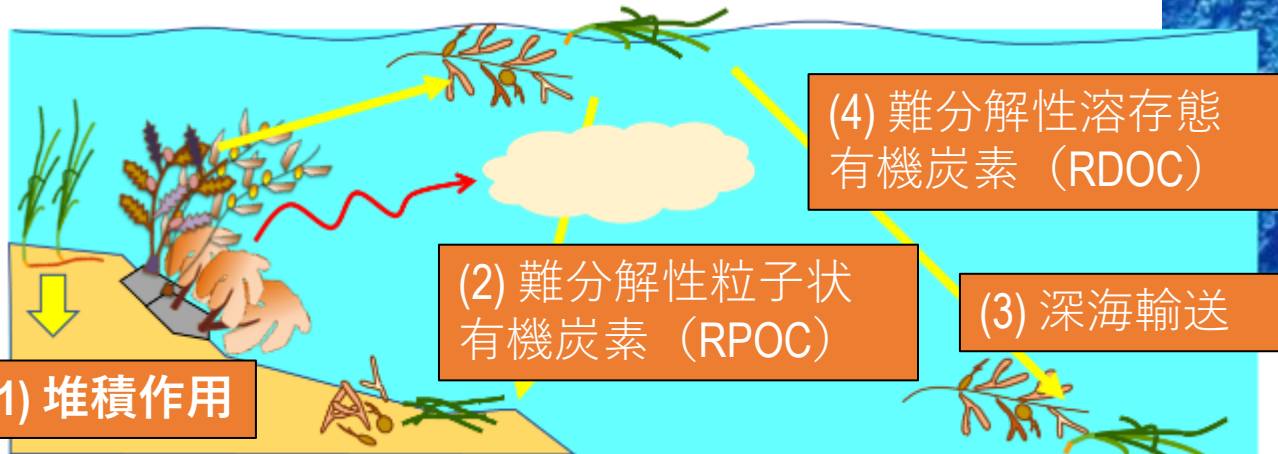 (4) 難分解性溶存態
有機炭素（RDOC）
(2) 難分解性粒子状
有機炭素（RPOC）
(3) 深海輸送
1) 堆積作用